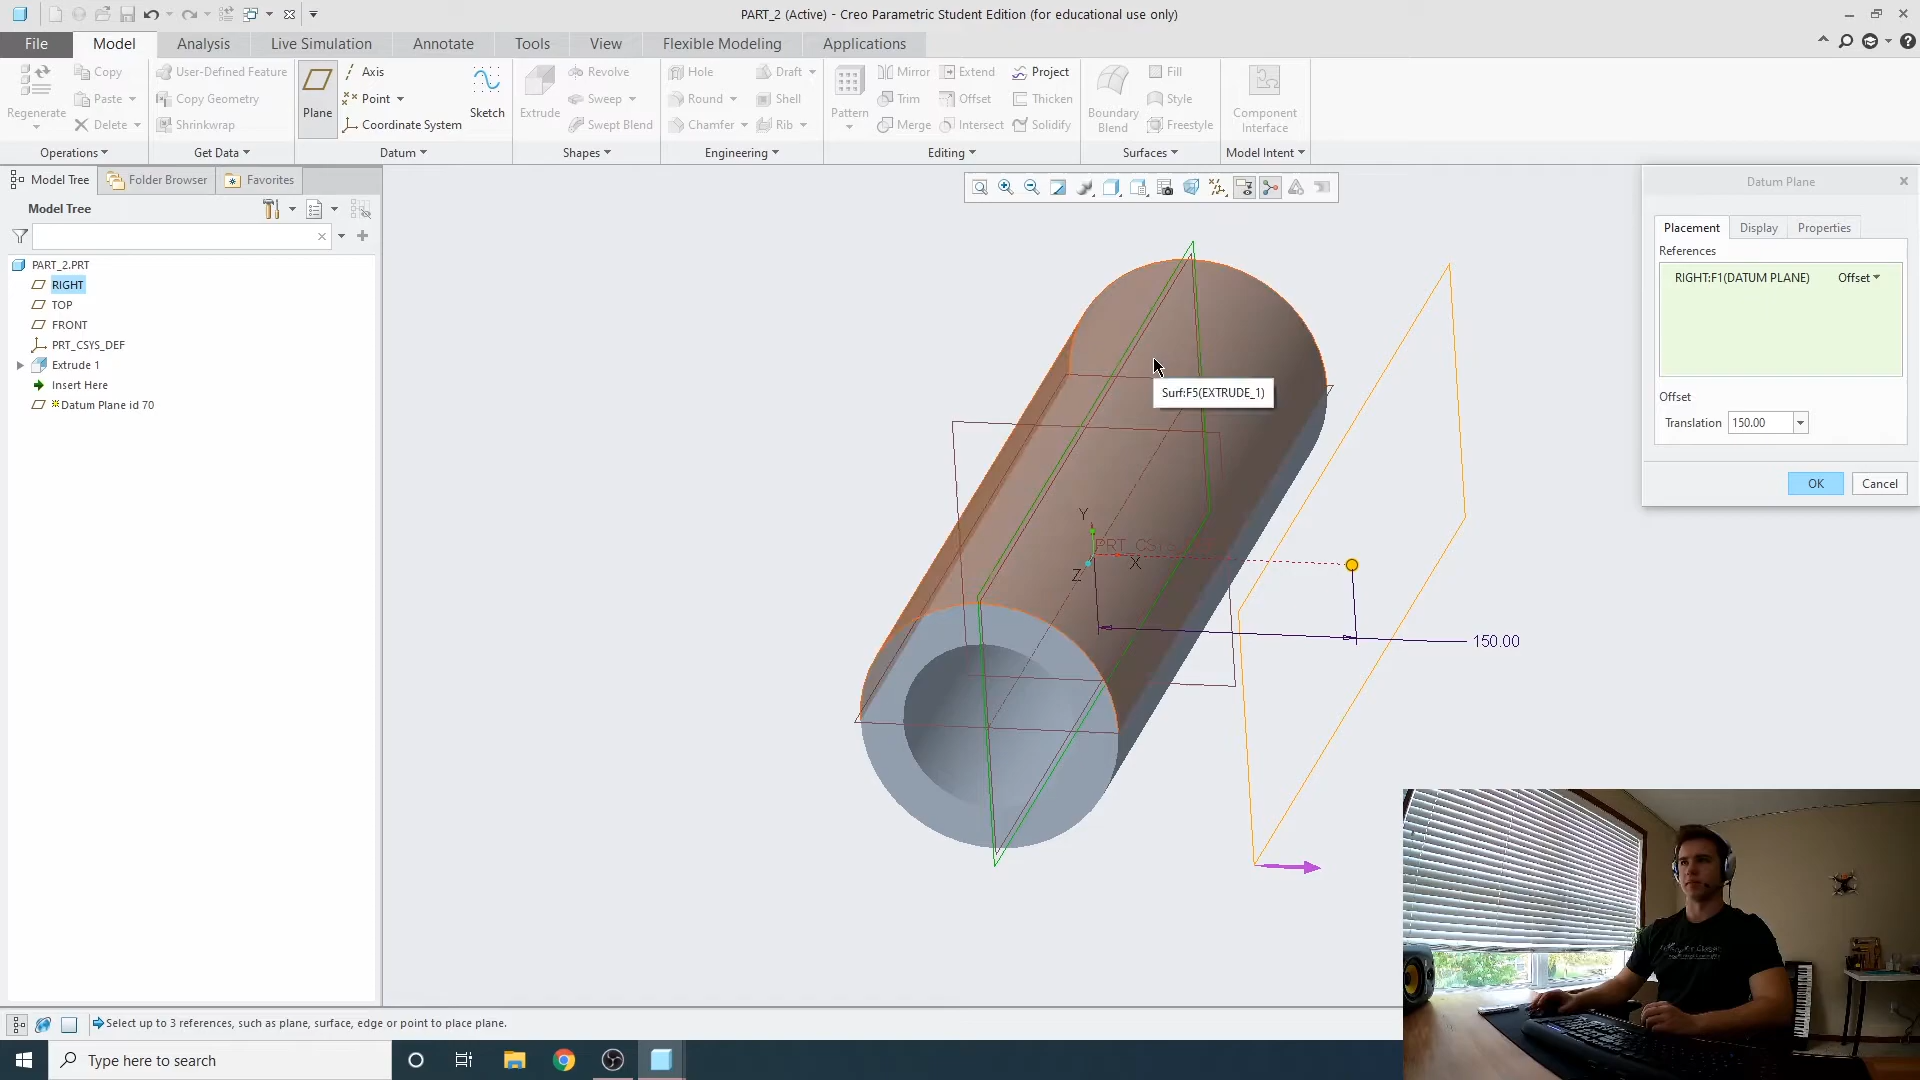 PART_2 (Active) - Creo Parametric Student Edition (for educational use only)
File Model Analysis Live Simulation Annotate Tools View Flexible Modeling Applications
Regenerate
Copy
Paste
Delete
Operations
User-Defined Feature
Copy Geometry
Shrinkwrap
Get Data
Plane
Axis
Point
Coordinate System
Sketch
Datum
Extrude
Revolve
Sweep
Swept Blend
Shapes
Hole
Round
Chamfer
Draft
Shell
Rib
Engineering
Pattern
Mirror
Trim
Merge
Extend
Offset
Intersect
Project
Thicken
Solidify
Editing
Boundary
Blend
Fill
Style
Freestyle
Surfaces
Component
Interface
Model Intent
Model Tree Folder Browser Favorites
Model Tree
PART_2.PRT
RIGHT
TOP
FRONT
PRT_CSYS_DEF
Extrude 1
Insert Here
Datum Plane id 70
Surf:F5(EXTRUDE_1)
Y
PRT_CSYS
X
Z
150.00
Datum Plane
Placement Display Properties
References
RIGHT:F1(DATUM PLANE) Offset
Offset
Translation 150.00
OK Cancel
Select up to 3 references, such as plane, surface, edge or point to place plane.
Type here to search